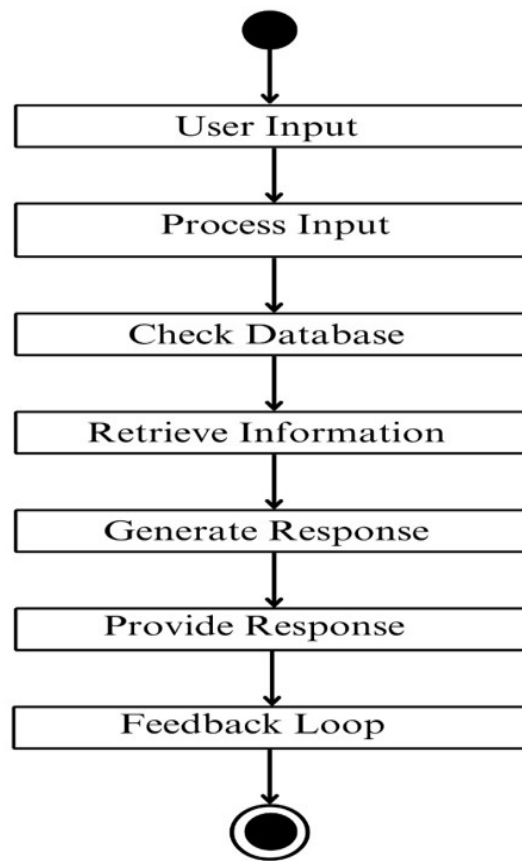 User Input
Process Input
Check Database
Retrieve Information
Generate Response
Provide Response
Feedback Loop